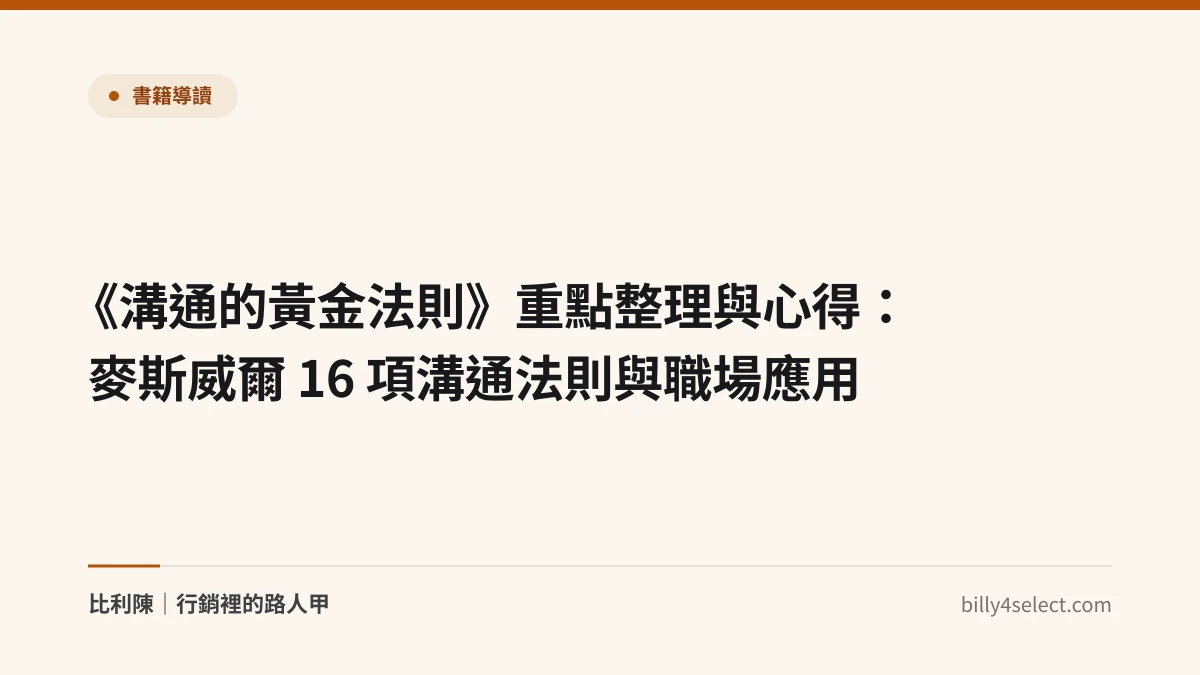 書籍導讀
《溝通的黃金法則》重點整理與心得：
麥斯威爾 16 項溝通法則與職場應用
比利陳｜行銷裡的路人甲
billy4select.com